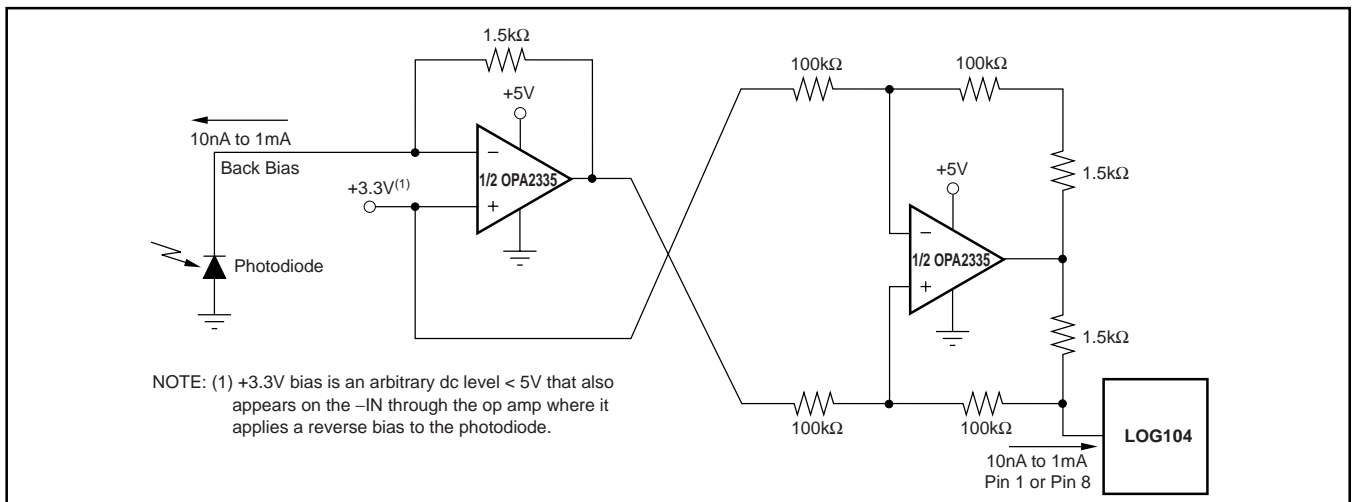 1.5kΩ
+5V
10nA to 1mA
Back Bias
+3.3V(1)
−
+
1/2 OPA2335
Photodiode
100kΩ
100kΩ
1.5kΩ
+5V
−
+
1/2 OPA2335
1.5kΩ
100kΩ
100kΩ
10nA to 1mA
Pin 1 or Pin 8
LOG104
NOTE: (1) +3.3V bias is an arbitrary dc level < 5V that also
appears on the −IN through the op amp where it
applies a reverse bias to the photodiode.